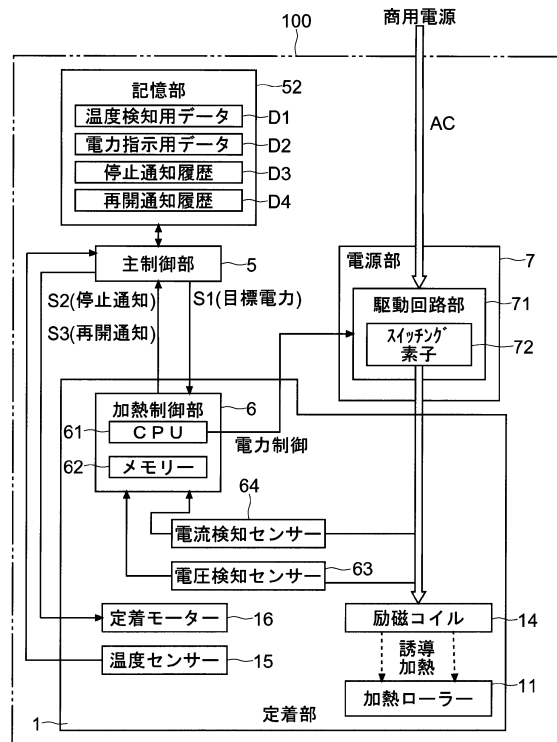 商用電源
100
記憶部
52
温度検知用データ
D1
電力指示用データ
D2
停止通知履歴
D3
再開通知履歴
D4
AC
主制御部
5
電源部
7
駆動回路部
71
スイッチング
素子
72
S2(停止通知)
S3(再開通知)
S1(目標電力)
加熱制御部
6
61
CPU
62
メモリー
電力制御
64
電流検知センサー
電圧検知センサー
63
定着モーター
16
温度センサー
15
励磁コイル
14
誘導
加熱
11
加熱ローラー
1
定着部